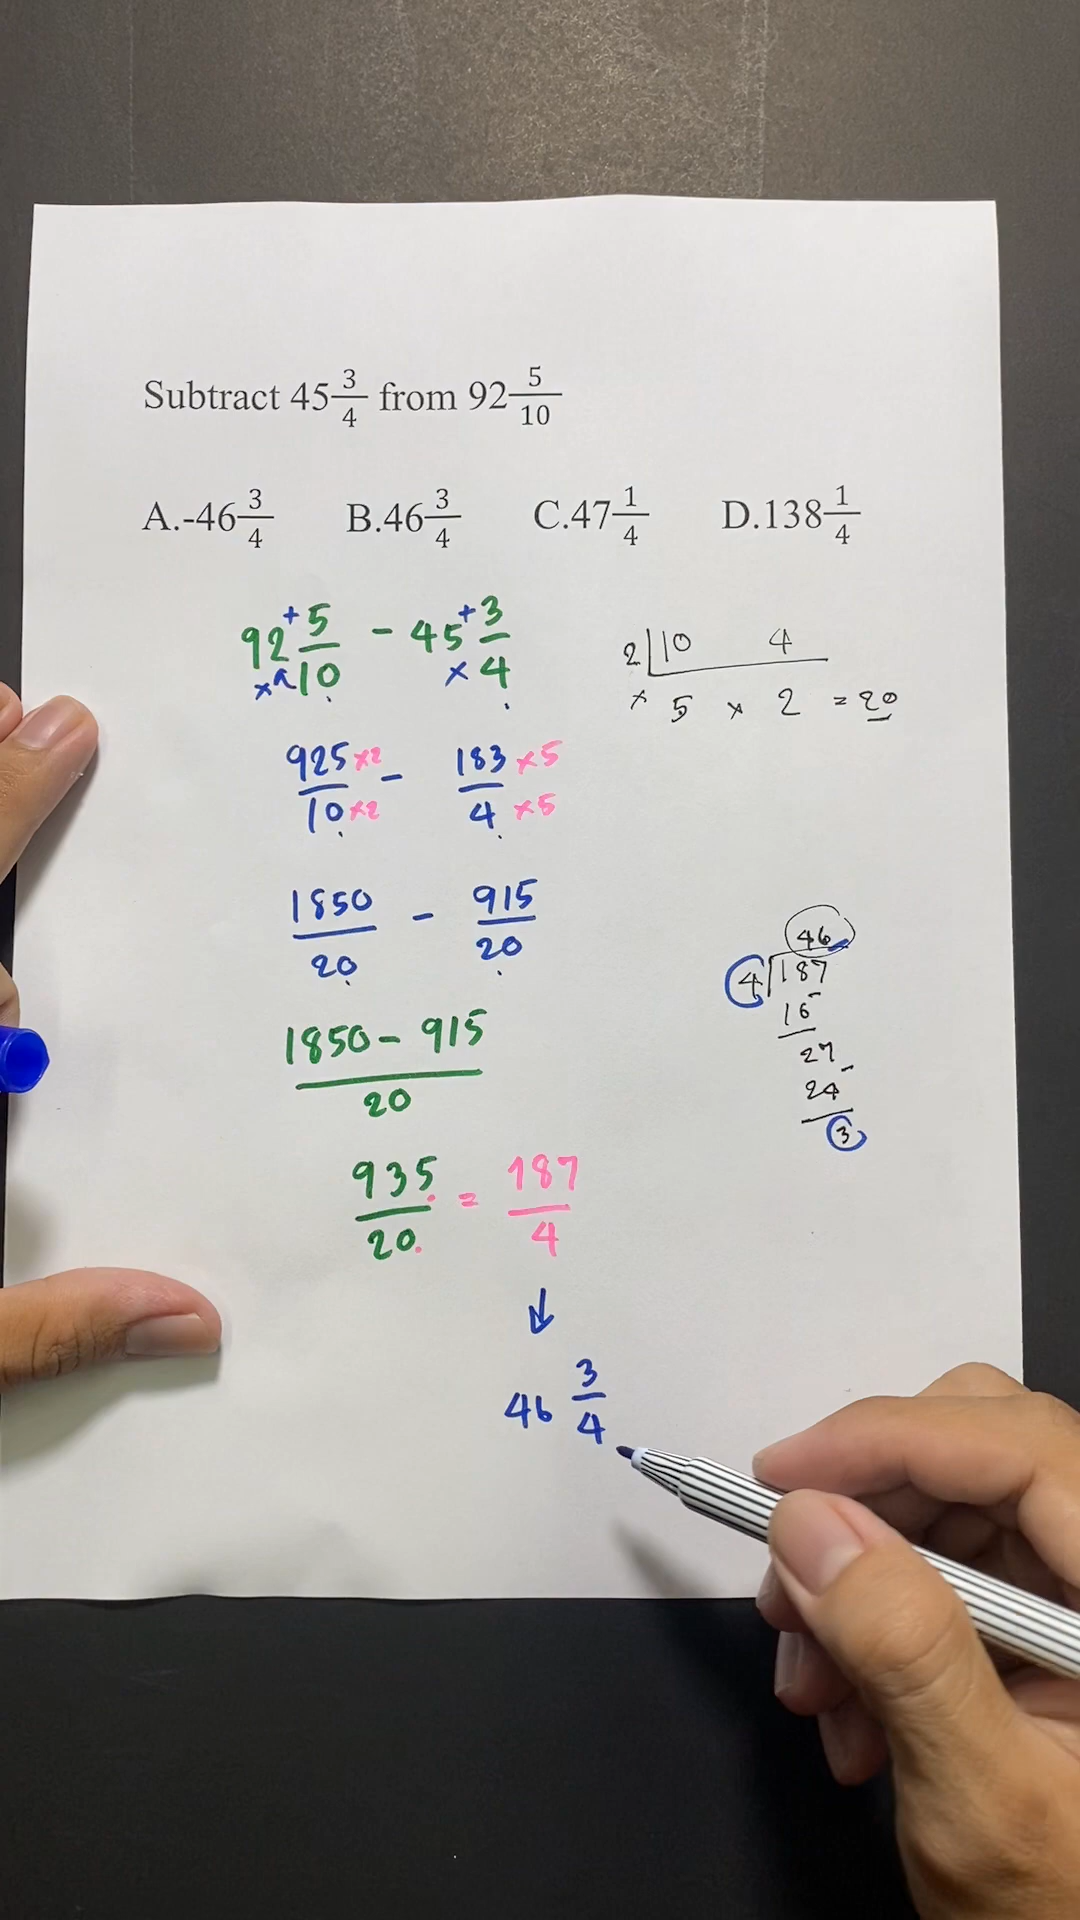 Subtract 45 3/4 from 92 5/10
A.-46 3/4 B.46 3/4 C.47 1/4 D.138 1/4
92 + 5/10 - 45 + 3/4
× ×
2 | 10 4
× 5 × 2 = 20
925 ×2 / 10 ×2 - 183 ×5 / 4 ×5
1850/20 - 915/20
1850 - 915 / 20
935/20 = 187/4
↓
46 3/4
46
4 187
16 -
27
24 -
3